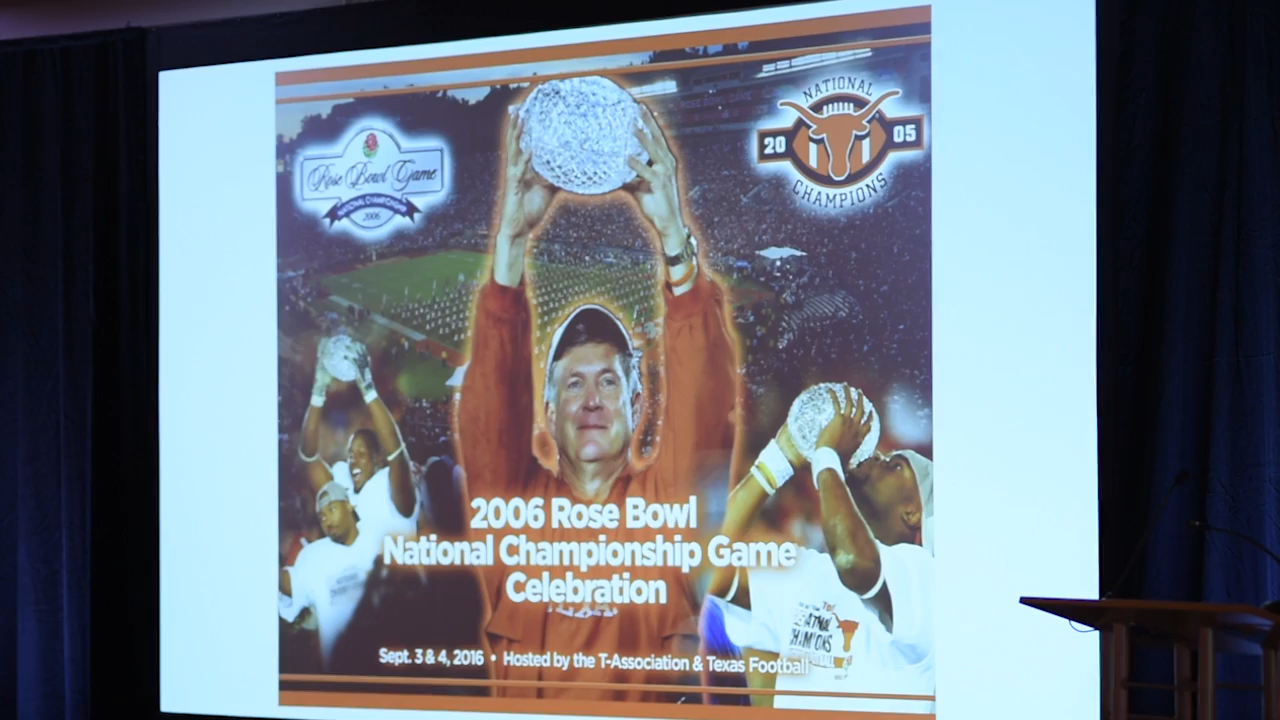 NATIONAL
20 05
CHAMPIONS
Rose Bowl Game
NATIONAL CHAMPIONSHIP
2006
2006 Rose Bowl
National Championship Game
Celebration
TEXAS
Sept. 3 & 4, 2016 • Hosted by the T-Association & Texas Football